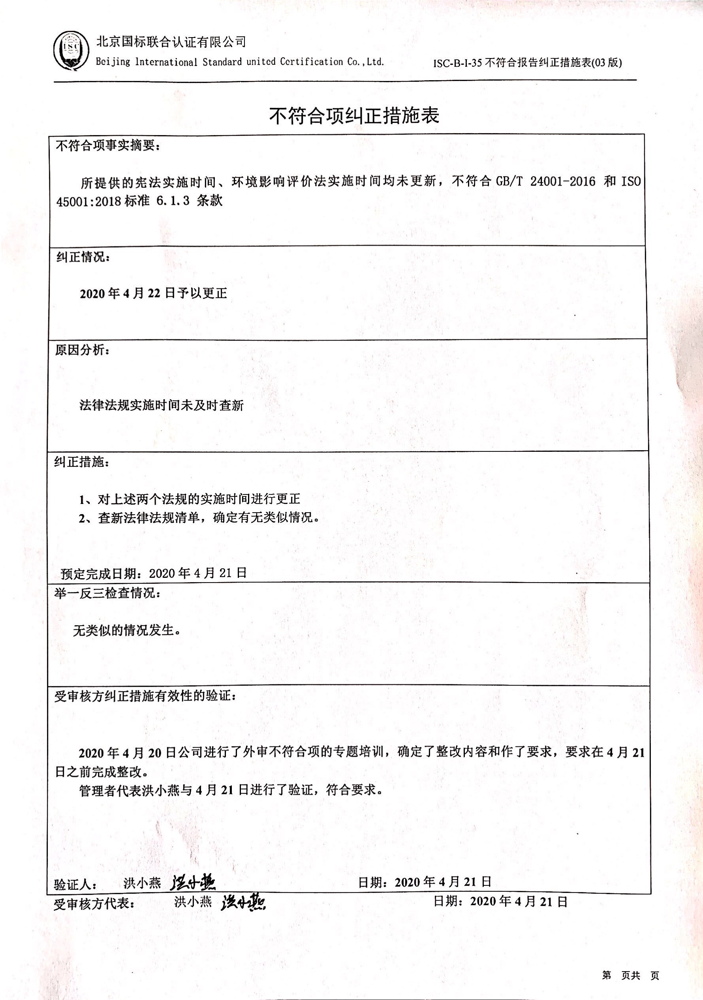 ISC
北京国标联合认证有限公司
Beijing lnternational Standard united Certification Co.,Ltd.
ISC-B-I-35 不符合报告纠正措施表(03 版)
不符合项纠正措施表
不符合项事实摘要：
所提供的宪法实施时间、环境影响评价法实施时间均未更新，不符合 GB/T 24001-2016 和 ISO
45001:2018 标准 6.1.3 条款
纠正情况：
2020 年 4 月 22 日予以更正
原因分析：
法律法规实施时间未及时查新
纠正措施：
1、对上述两个法规的实施时间进行更正
2、查新法律法规清单，确定有无类似情况。
预定完成日期：2020 年 4 月 21 日
举一反三检查情况：
无类似的情况发生。
受审核方纠正措施有效性的验证：
2020 年 4 月 20 日公司进行了外审不符合项的专题培训，确定了整改内容和作了要求，要求在 4 月 21
日之前完成整改。
管理者代表洪小燕与 4 月 21 日进行了验证，符合要求。
验证人： 洪小燕 洪小燕 日期：2020 年 4 月 21 日
受审核方代表： 洪小燕 洪小燕 日期：2020 年 4 月 21 日
第 页共 页